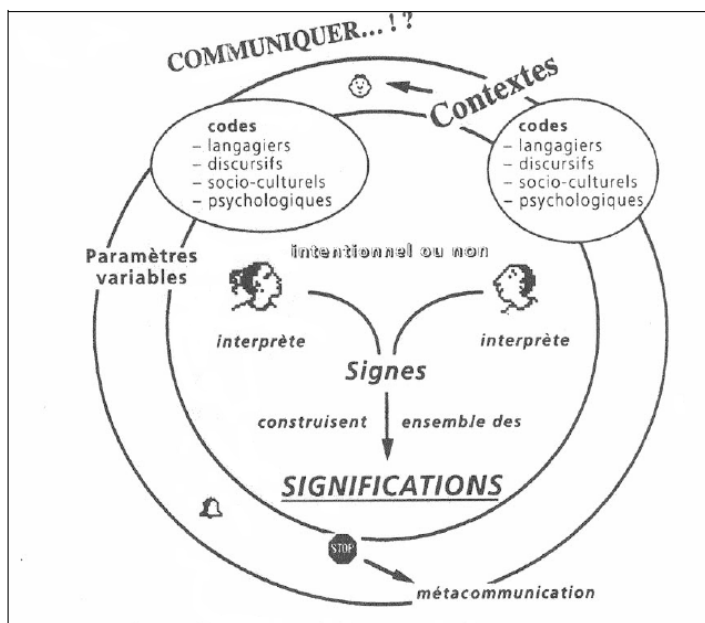 COMMUNIQUER...!?
Contextes
codes
– langagiers
– discursifs
– socio-culturels
– psychologiques
codes
– langagiers
– discursifs
– socio-culturels
– psychologiques
Paramètres
variables
intentionnel ou non
interprète
interprète
Signes
construisent
ensemble des
SIGNIFICATIONS
STOP
métacommunication